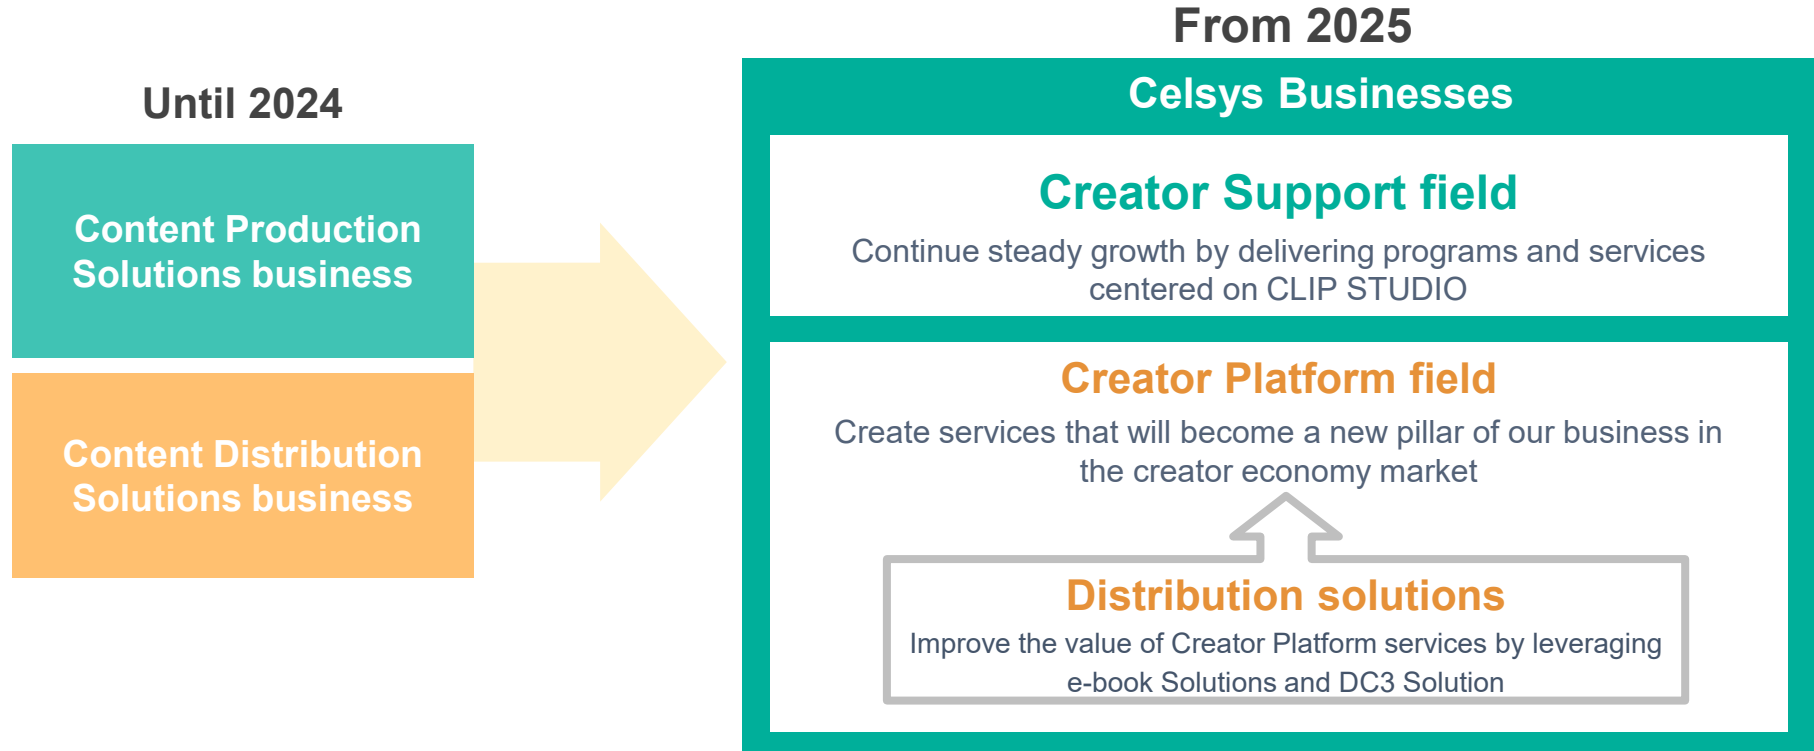 Until 2024
Content Production
Solutions business
Content Distribution
Solutions business
From 2025
Celsys Businesses
Creator Support field
Continue steady growth by delivering programs and services
centered on CLIP STUDIO
Creator Platform field
Create services that will become a new pillar of our business in
the creator economy market
Distribution solutions
Improve the value of Creator Platform services by leveraging
e-book Solutions and DC3 Solution